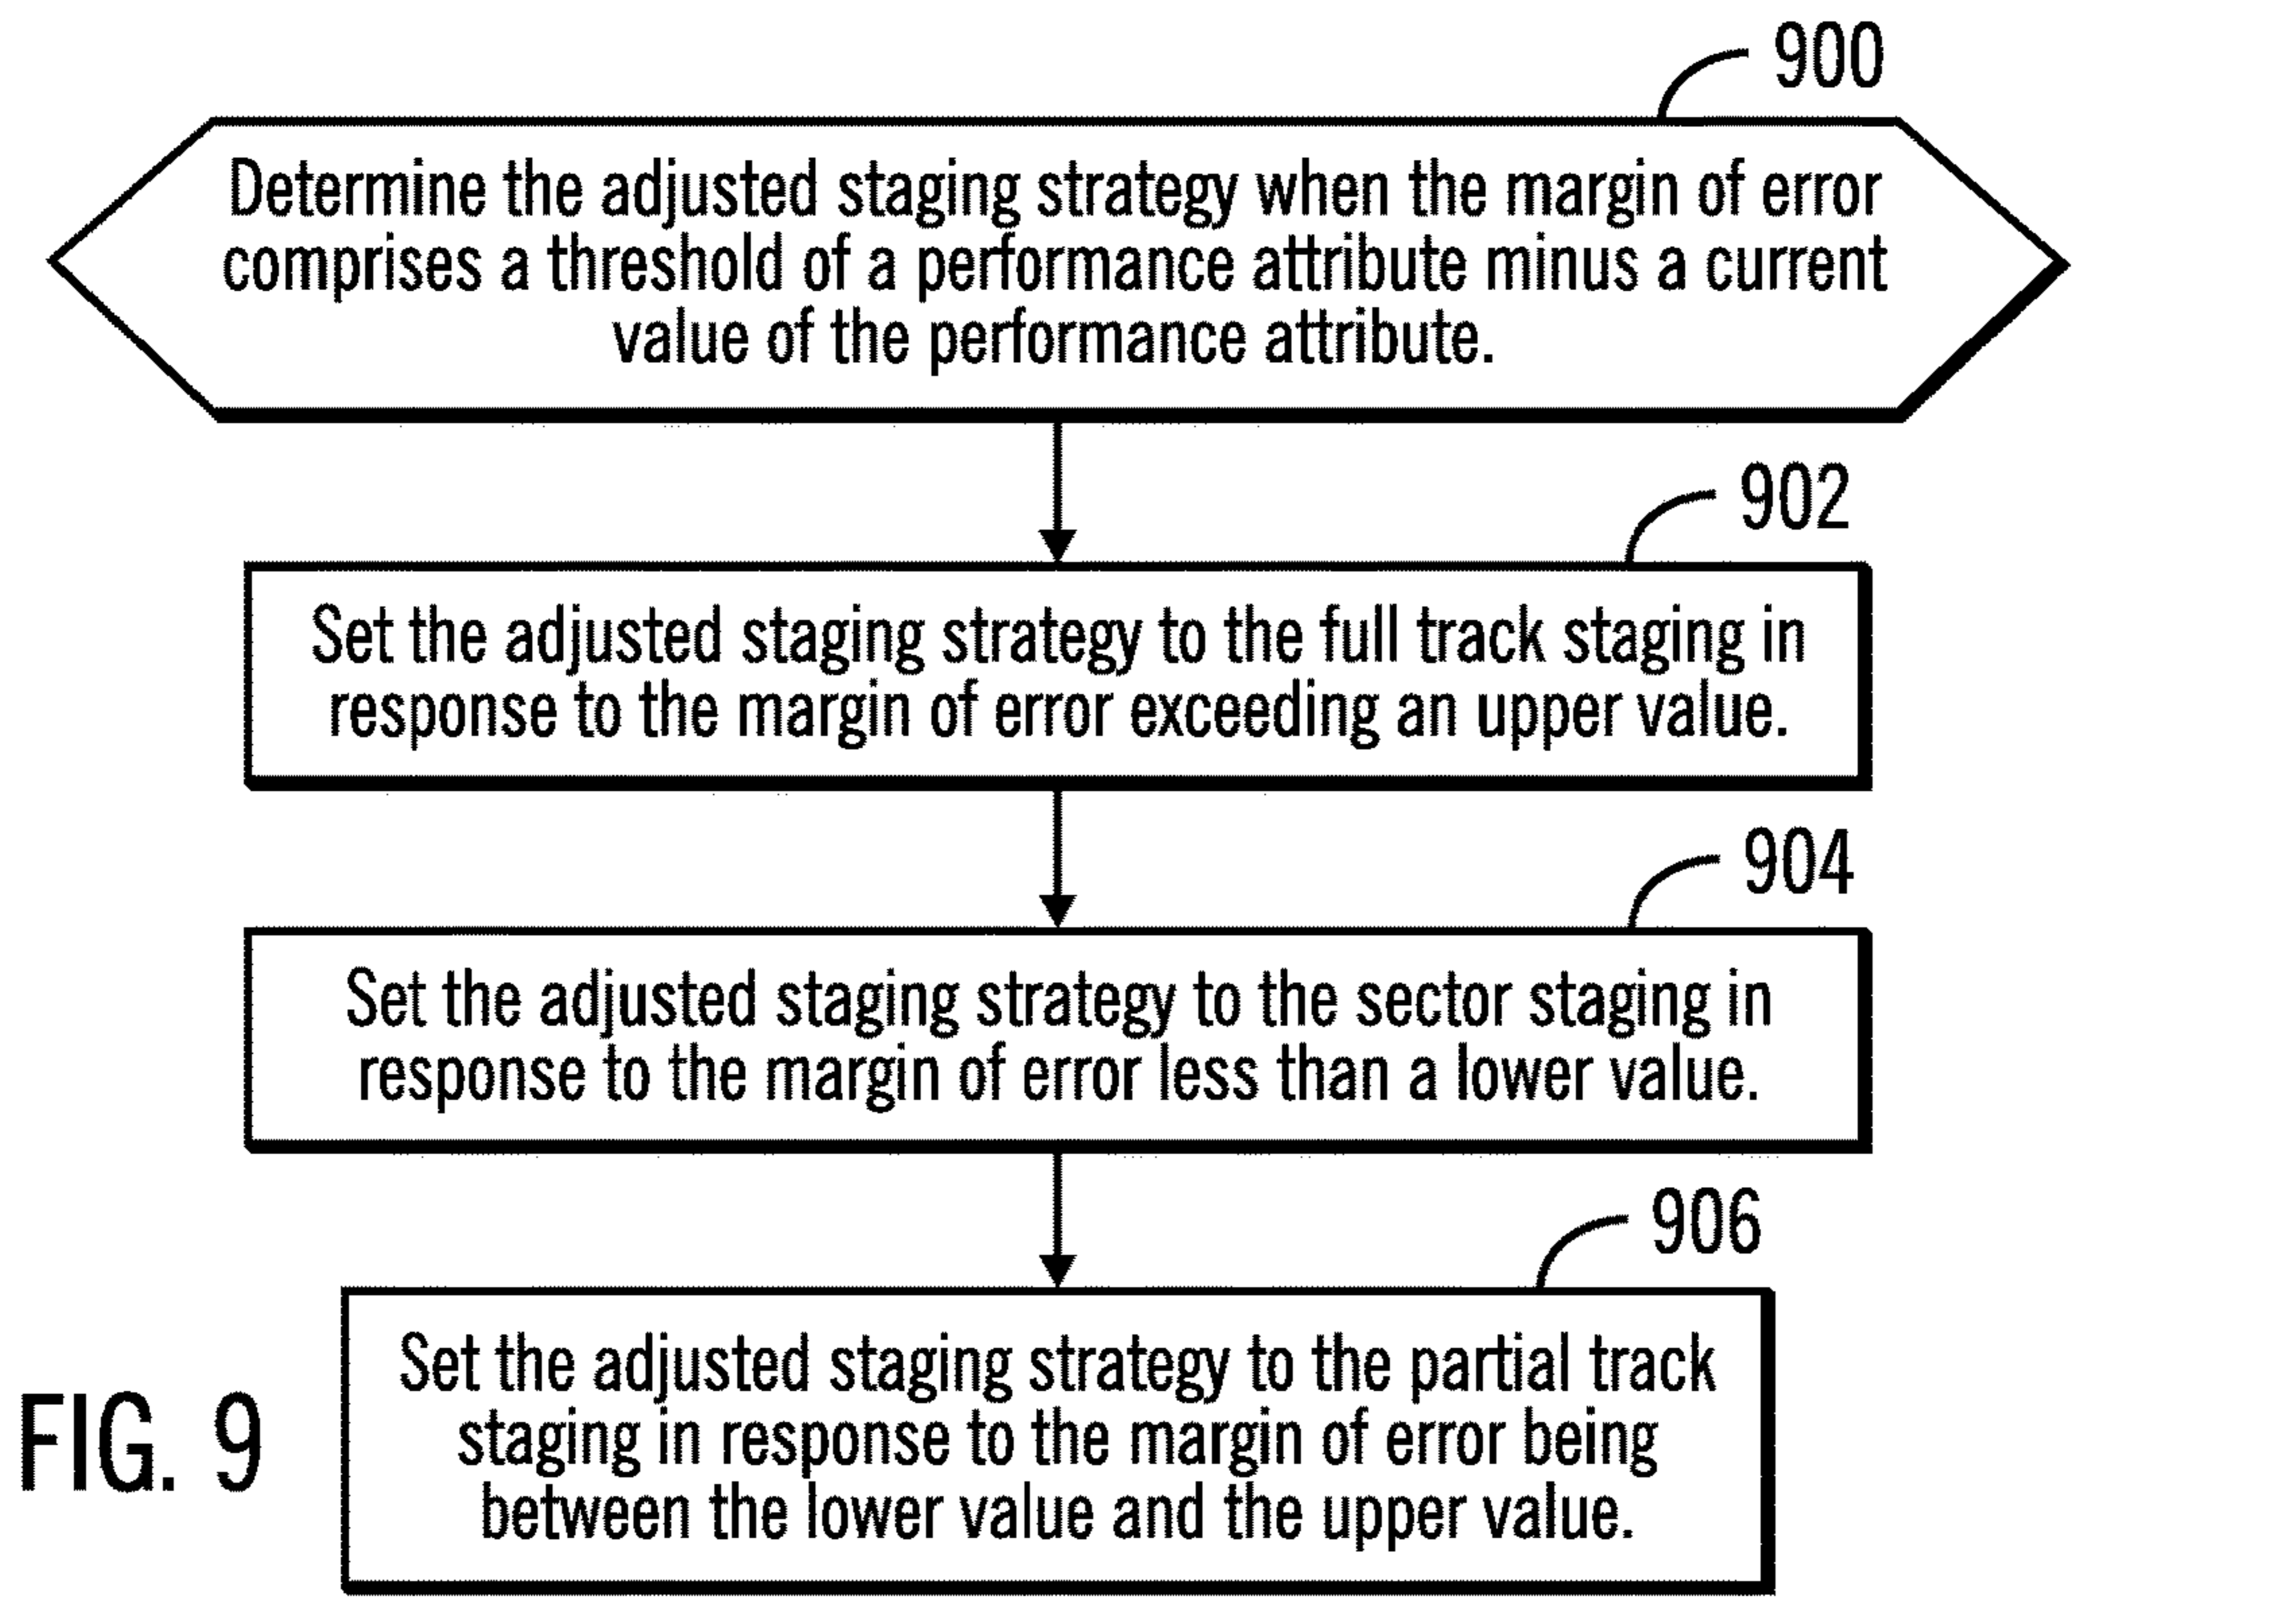 900
Determine the adjusted staging strategy when the margin of error
comprises a threshold of a performance attribute minus a current
value of the performance attribute.
902
Set the adjusted staging strategy to the full track staging in
response to the margin of error exceeding an upper value.
904
Set the adjusted staging strategy to the sector staging in
response to the margin of error less than a lower value.
906
Set the adjusted staging strategy to the partial track
staging in response to the margin of error being
between the lower value and the upper value.
FIG. 9